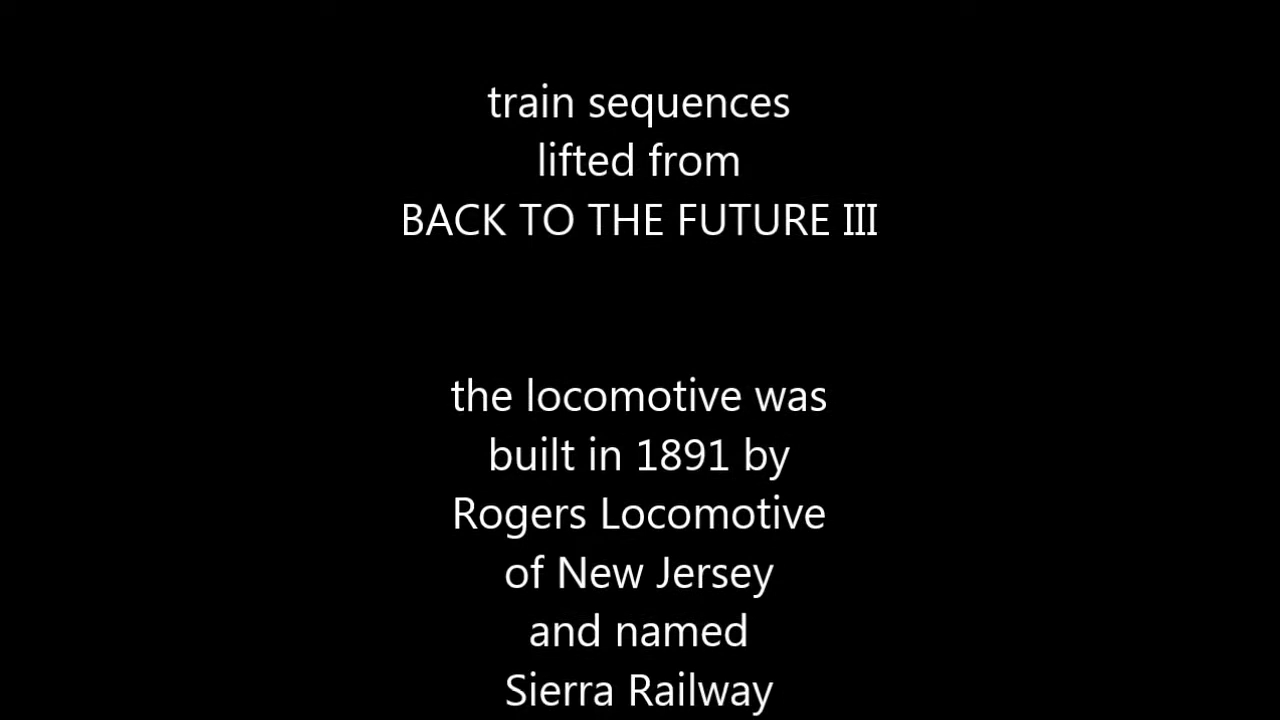 train sequences
lifted from
BACK TO THE FUTURE III
the locomotive was
built in 1891 by
Rogers Locomotive
of New Jersey
and named
Sierra Railway